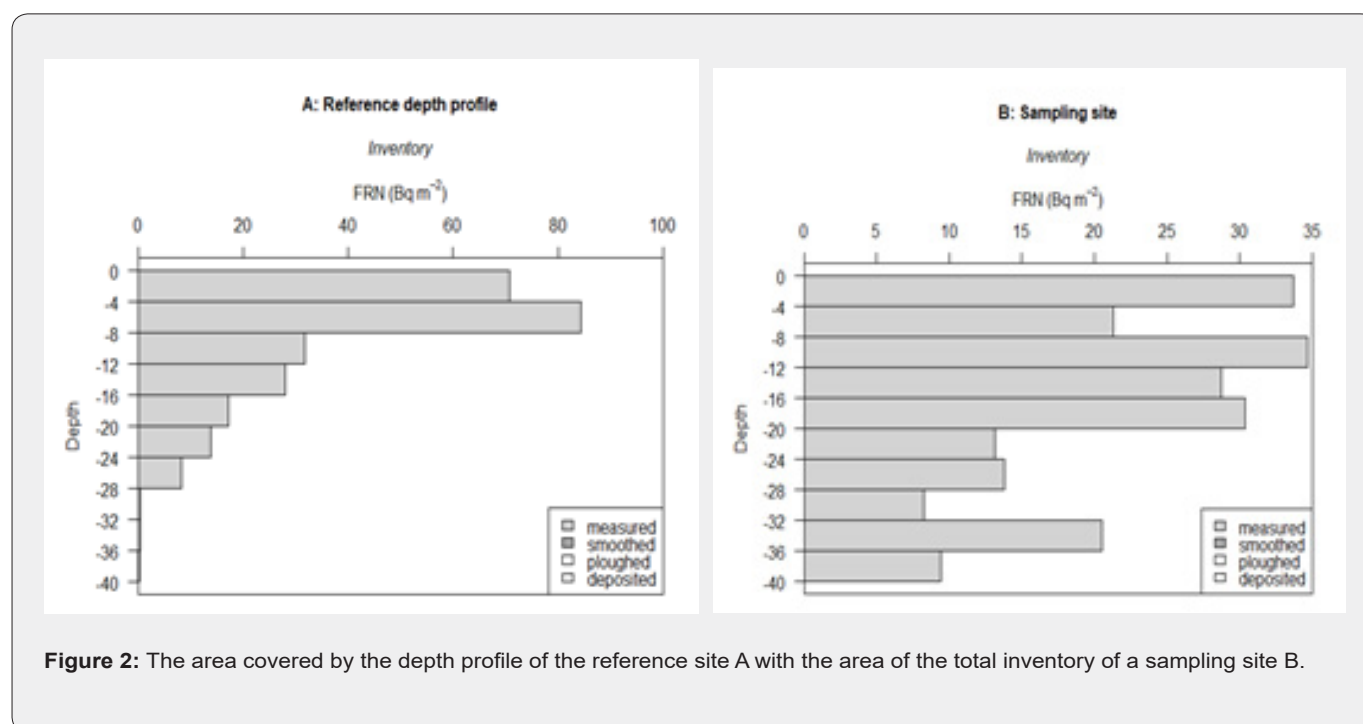 A: Reference depth profile
Inventory
FRN (Bq m⁻²)
0 20 40 60 80 100
0
-4
-8
-12
-16
-20
-24
-28
-32
-36
-40
Depth
measured
smoothed
ploughed
deposited
B: Sampling site
Inventory
FRN (Bq m⁻²)
0 5 10 15 20 25 30 35
0
-4
-8
-12
-16
-20
-24
-28
-32
-36
-40
Depth
measured
smoothed
ploughed
deposited
Figure 2: The area covered by the depth profile of the reference site A with the area of the total inventory of a sampling site B.